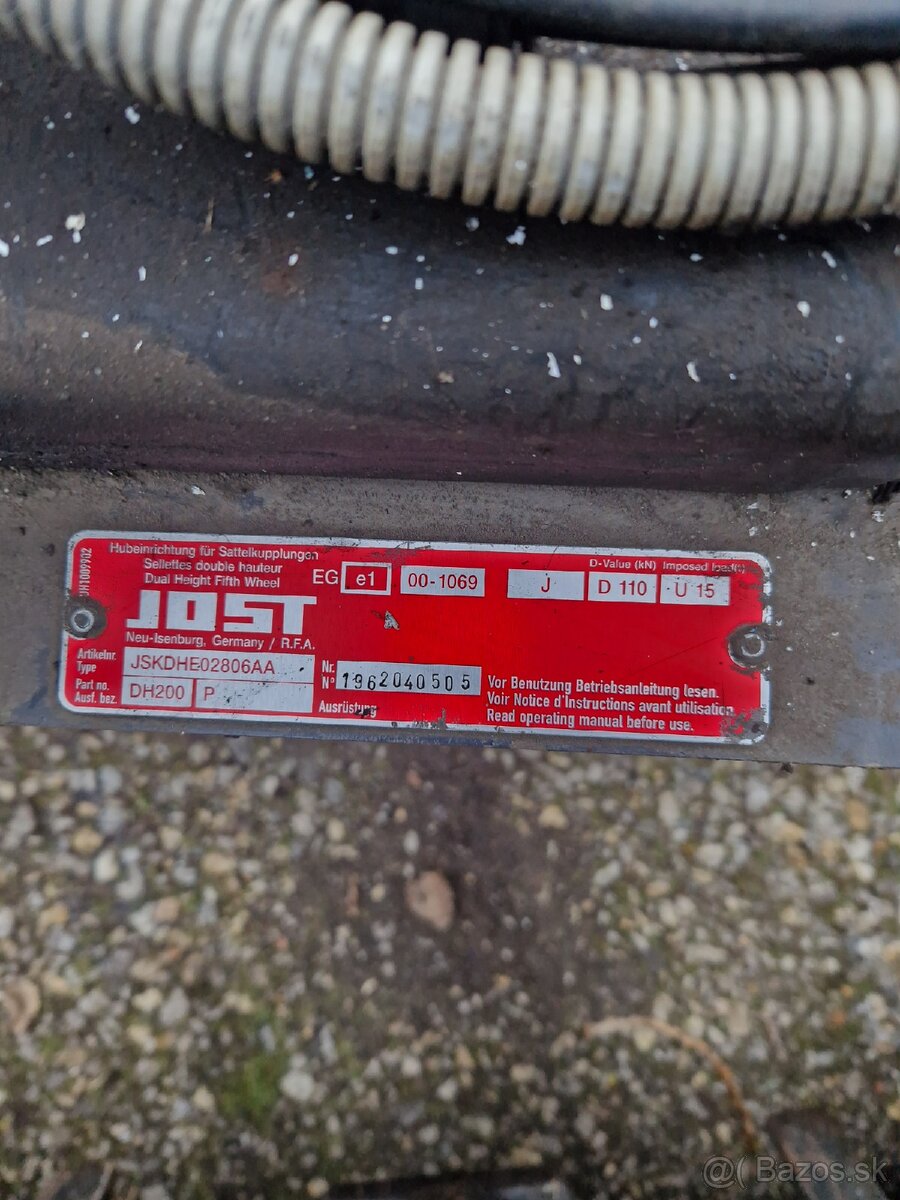 Hubeinrichtung für Sattelkupplungen
Sellettes double hauteur
Dual Height Fifth Wheel
EG e1 00-1069 J
D-Value (kN) Imposed load(t)
D 110 U 15
JOST
Neu-Isenburg, Germany / R.F.A.
Artikelnr. Type JSKDHE02806AA
Part no. Ausf. bez. DH200 P
Nr. N° 1962040505
Ausrüstung
Vor Benutzung Betriebsanleitung lesen.
Voir Notice d'Instructions avant utilisation
Read operating manual before use.
@( Bazos.sk